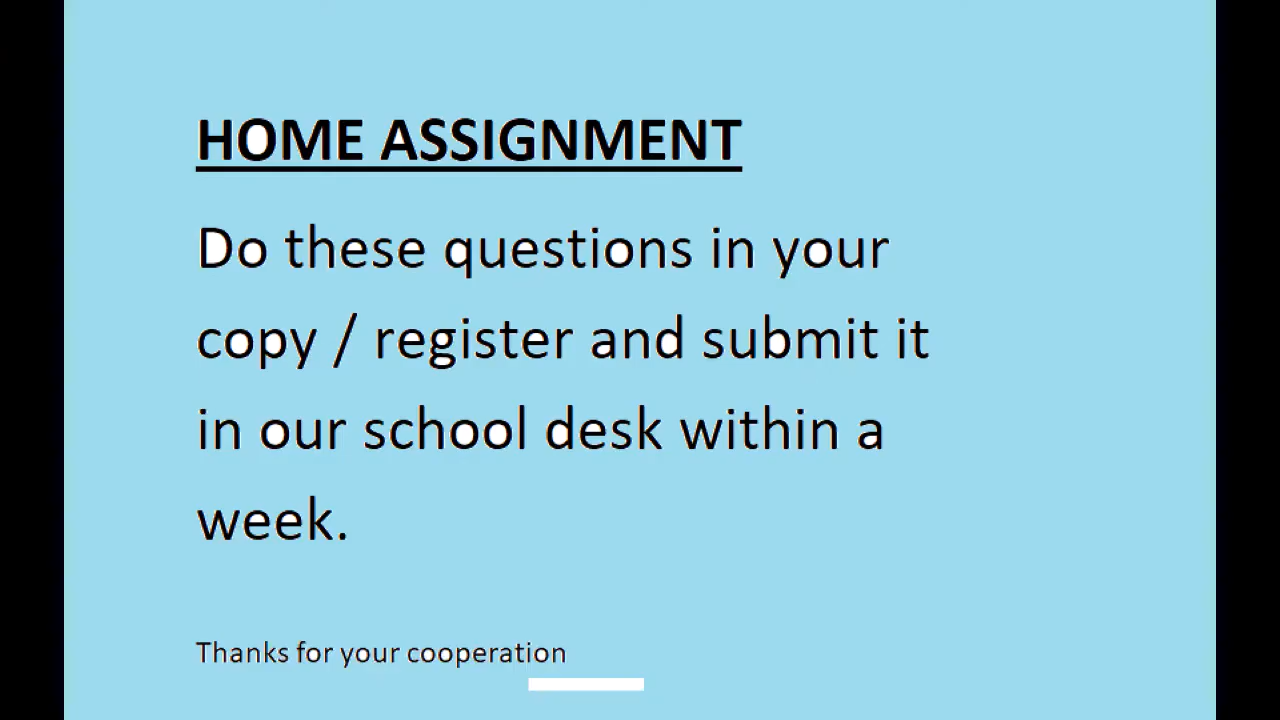 HOME ASSIGNMENT
Do these questions in your
copy / register and submit it
in our school desk within a
week.
Thanks for your cooperation